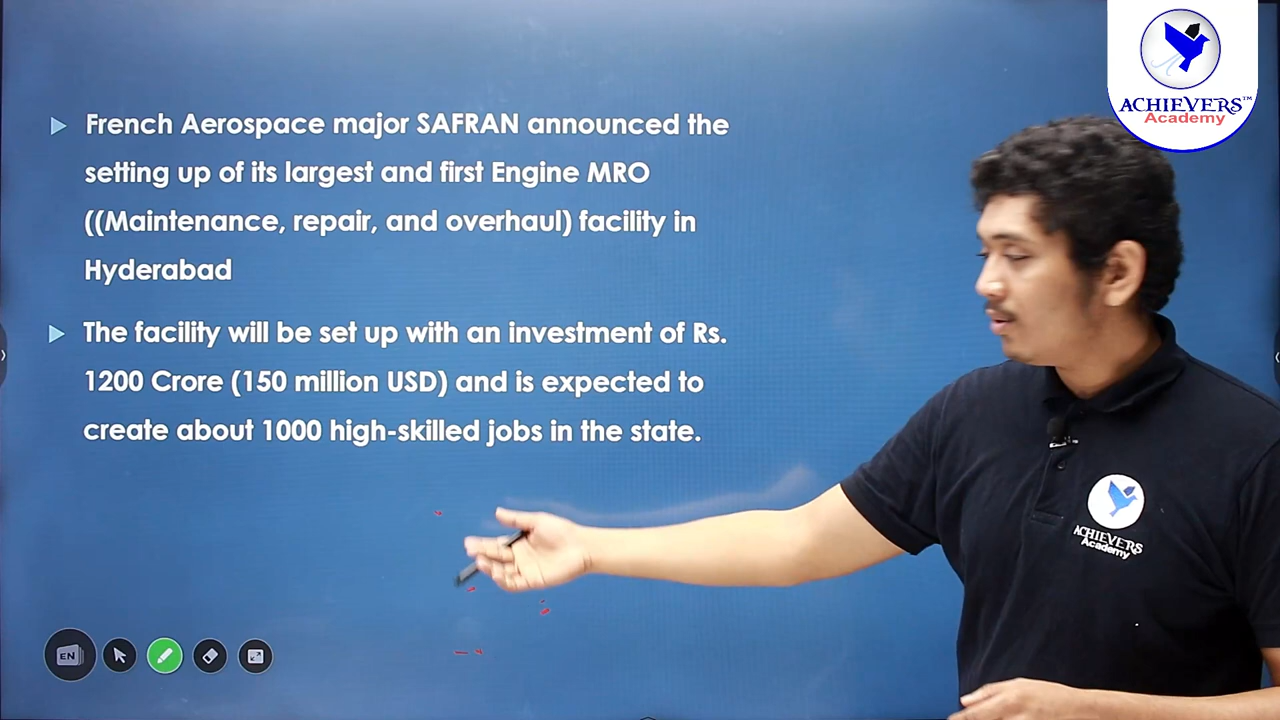 ACHIEVERS™
Academy
French Aerospace major SAFRAN announced the
setting up of its largest and first Engine MRO
((Maintenance, repair, and overhaul) facility in
Hyderabad
The facility will be set up with an investment of Rs.
1200 Crore (150 million USD) and is expected to
create about 1000 high-skilled jobs in the state.
ACHIEVERS
Academy
EN